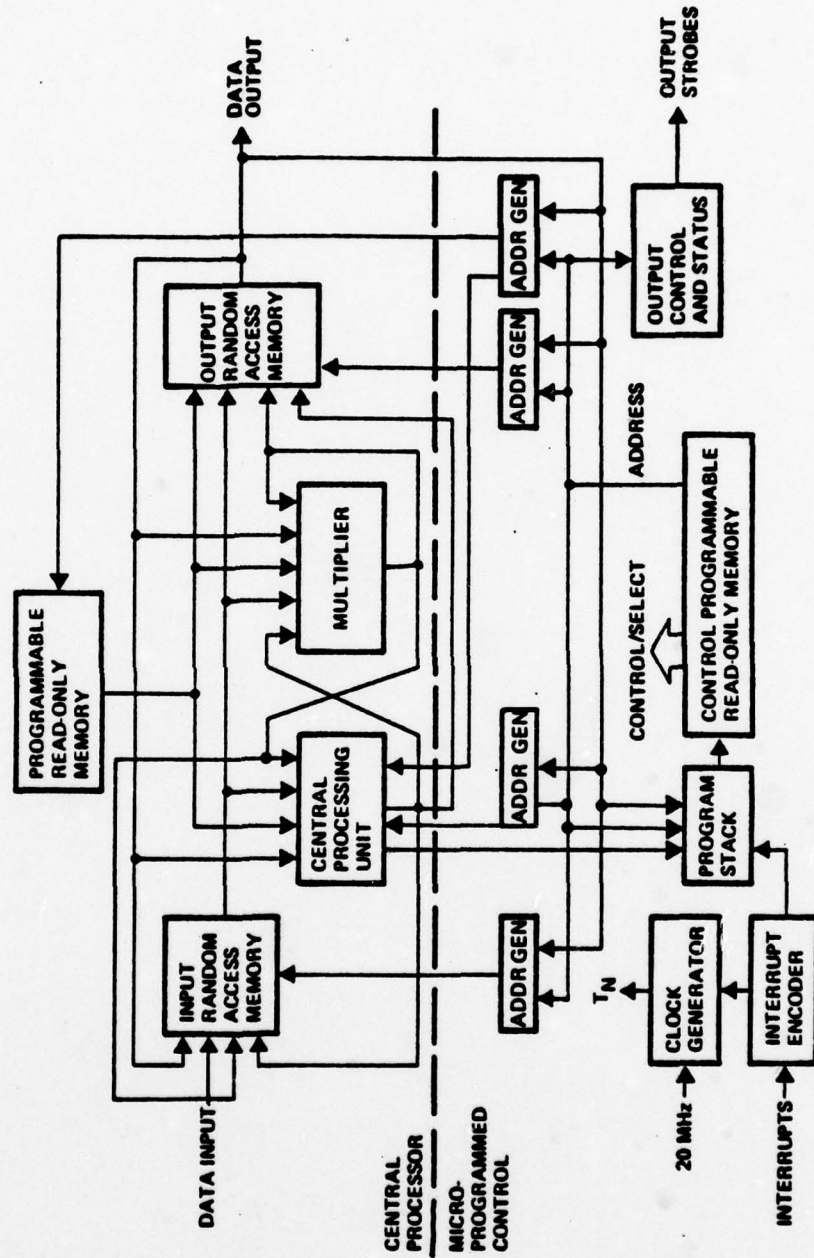 PROGRAMMABLE
READ-ONLY
MEMORY
DATA
OUTPUT
INPUT
RANDOM
ACCESS
MEMORY
OUTPUT
RANDOM
ACCESS
MEMORY
DATA INPUT
CENTRAL
PROCESSING
UNIT
MULTIPLIER
CENTRAL
PROCESSOR
MICRO-
PROGRAMMED
CONTROL
ADDR GEN
ADDR GEN
ADDR GEN
ADDR GEN
CONTROL/SELECT
ADDRESS
TN
20 MHz
CLOCK
GENERATOR
INTERRUPTS
INTERRUPT
ENCODER
PROGRAM
STACK
CONTROL PROGRAMMABLE
READ-ONLY MEMORY
OUTPUT
CONTROL
AND STATUS
OUTPUT
STROBES